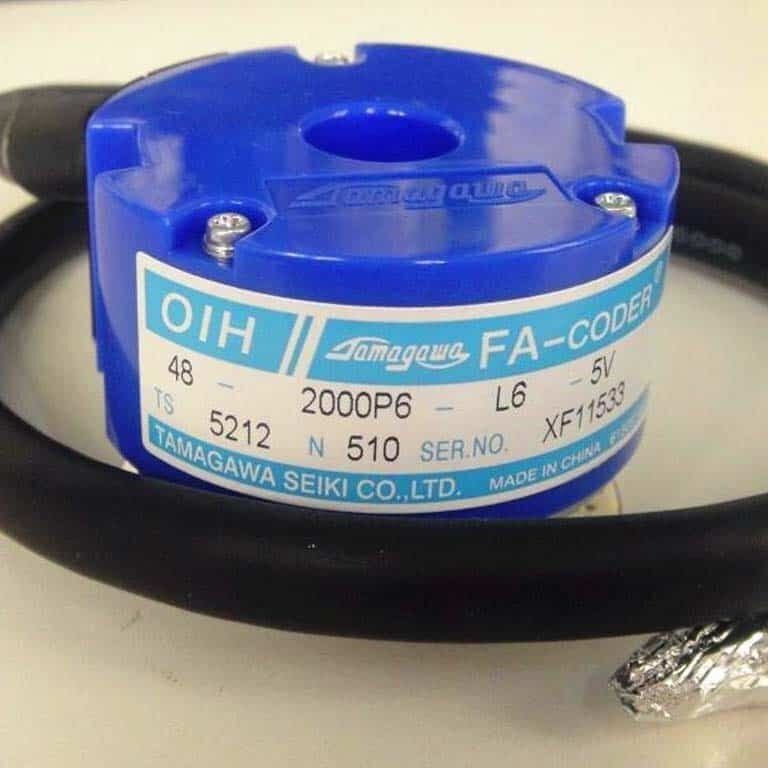 Tamagawa
OIH // Tamagawa FA-CODER®
48 - 2000P6 - L6 - 5V
TS 5212 N 510 SER.NO. XF11533
TAMAGAWA SEIKI CO.,LTD. MADE IN CHINA